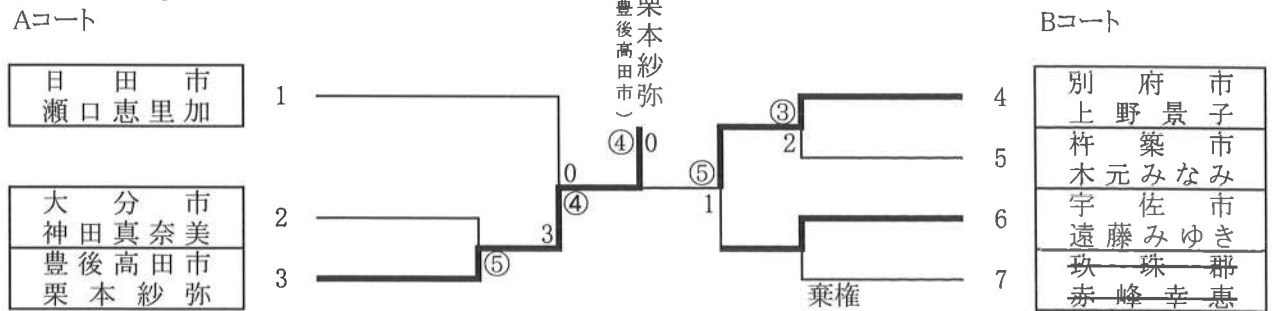 Aコート
Bコート
栗本紗弥
豊後高田市）
日田市
瀬口恵里加
1
大分市
神田真奈美
2
豊後高田市
栗本紗弥
3
④ 0
0
④
3
⑤
③
2
⑤
1
棄権
4
別府市
上野景子
5
杵築市
木元みなみ
6
宇佐市
遠藤みゆき
7
玖珠郡
赤峰幸恵